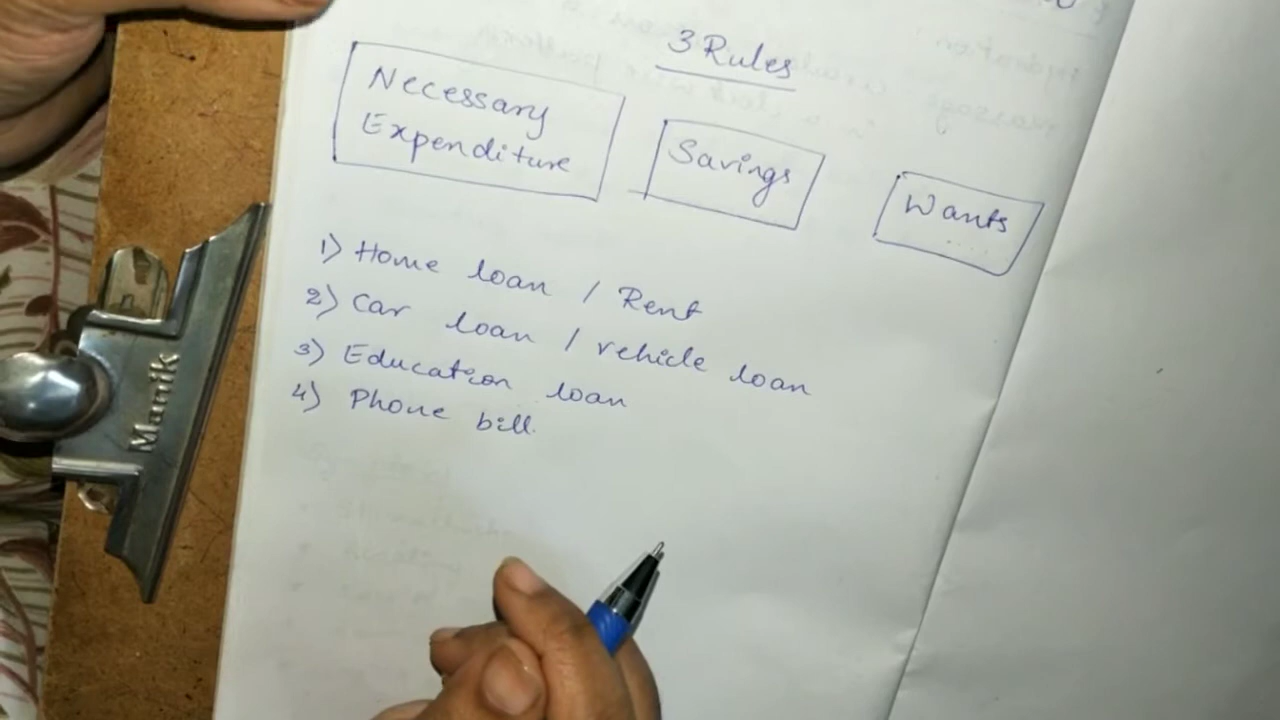 3 Rules
Necessary
Expenditure
Savings
Wants
1) Home loan / Rent
2) Car loan / vehicle loan
3) Education loan
4) Phone bill.
Manik